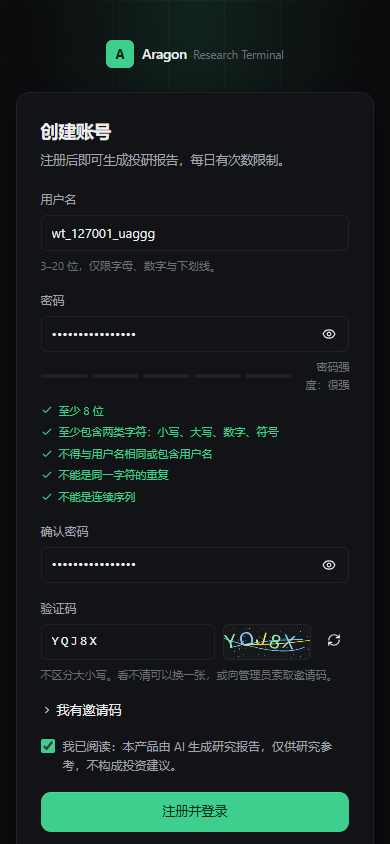 A Aragon Research Terminal
创建账号
注册后即可生成投研报告，每日有次数限制。
用户名
wt_127001_uaggg
3–20 位，仅限字母、数字与下划线。
密码
••••••••••••••••
密码强
度：很强
至少 8 位
至少包含两类字符：小写、大写、数字、符号
不得与用户名相同或包含用户名
不能是同一字符的重复
不能是连续序列
确认密码
••••••••••••••••
验证码
YQJ8X YQJ8X
不区分大小写。看不清可以换一张，或向管理员索取邀请码。
我有邀请码
我已阅读：本产品由 AI 生成研究报告，仅供研究参
考，不构成投资建议。
注册并登录